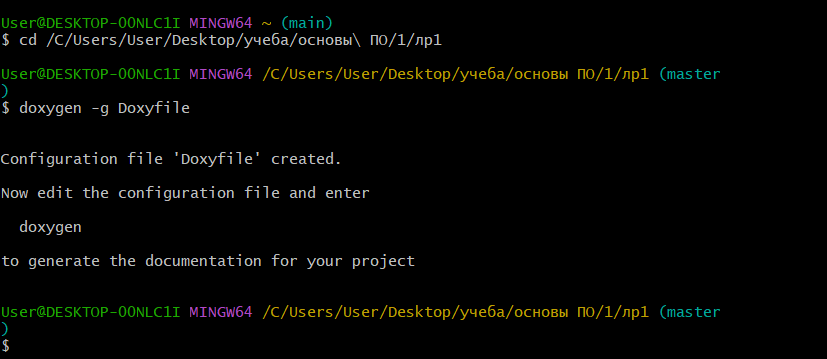 User@DESKTOP-OONLC1I MINGW64 ~ (main)
$ cd /C/Users/User/Desktop/учеба/основы\ ПО/1/лр1
User@DESKTOP-OONLC1I MINGW64 /C/Users/User/Desktop/учеба/основы ПО/1/лр1 (master
)
$ doxygen -g Doxyfile
Configuration file 'Doxyfile' created.
Now edit the configuration file and enter
doxygen
to generate the documentation for your project
User@DESKTOP-OONLC1I MINGW64 /C/Users/User/Desktop/учеба/основы ПО/1/лр1 (master
)
$